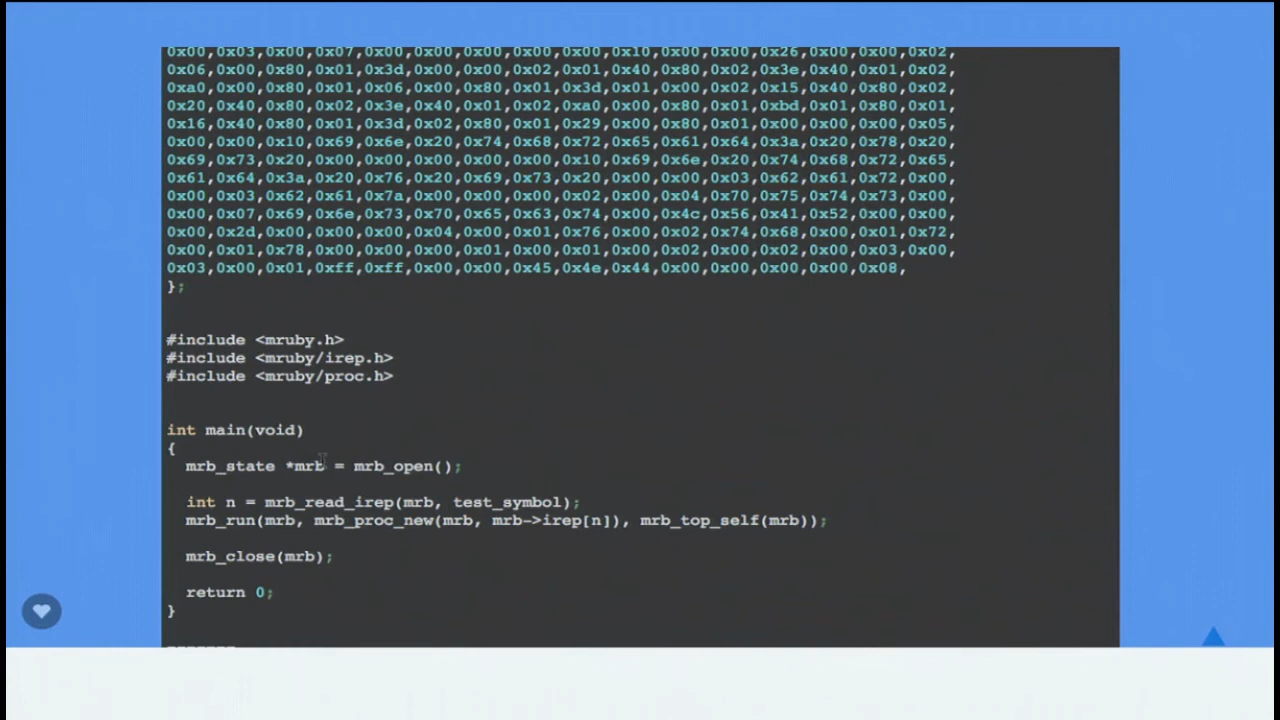 0x00,0x03,0x00,0x07,0x00,0x00,0x00,0x00,0x00,0x10,0x00,0x00,0x26,0x00,0x00,0x02,
0x06,0x00,0x80,0x01,0x3d,0x00,0x00,0x02,0x01,0x40,0x80,0x02,0x3e,0x40,0x01,0x02,
0xa0,0x00,0x80,0x01,0x06,0x00,0x80,0x01,0x3d,0x01,0x00,0x02,0x15,0x40,0x80,0x02,
0x20,0x40,0x80,0x02,0x3e,0x40,0x01,0x02,0xa0,0x00,0x80,0x01,0xbd,0x01,0x80,0x01,
0x16,0x40,0x80,0x01,0x3d,0x02,0x80,0x01,0x29,0x00,0x80,0x01,0x00,0x00,0x00,0x05,
0x00,0x00,0x10,0x69,0x6e,0x20,0x74,0x68,0x72,0x65,0x61,0x64,0x3a,0x20,0x78,0x20,
0x69,0x73,0x20,0x00,0x00,0x00,0x00,0x00,0x10,0x69,0x6e,0x20,0x74,0x68,0x72,0x65,
0x61,0x64,0x3a,0x20,0x76,0x20,0x69,0x73,0x20,0x00,0x00,0x03,0x62,0x61,0x72,0x00,
0x00,0x03,0x62,0x61,0x7a,0x00,0x00,0x00,0x02,0x00,0x04,0x70,0x75,0x74,0x73,0x00,
0x00,0x07,0x69,0x6e,0x73,0x70,0x65,0x63,0x74,0x00,0x4c,0x56,0x41,0x52,0x00,0x00,
0x00,0x2d,0x00,0x00,0x00,0x04,0x00,0x01,0x76,0x00,0x02,0x74,0x68,0x00,0x01,0x72,
0x00,0x01,0x78,0x00,0x00,0x00,0x01,0x00,0x01,0x00,0x02,0x00,0x02,0x00,0x03,0x00,
0x03,0x00,0x01,0xff,0xff,0x00,0x00,0x45,0x4e,0x44,0x00,0x00,0x00,0x00,0x08,
};
#include <mruby.h>
#include <mruby/irep.h>
#include <mruby/proc.h>
int main(void)
{
mrb_state *mrb = mrb_open();
int n = mrb_read_irep(mrb, test_symbol);
mrb_run(mrb, mrb_proc_new(mrb, mrb->irep[n]), mrb_top_self(mrb));
mrb_close(mrb);
return 0;
}